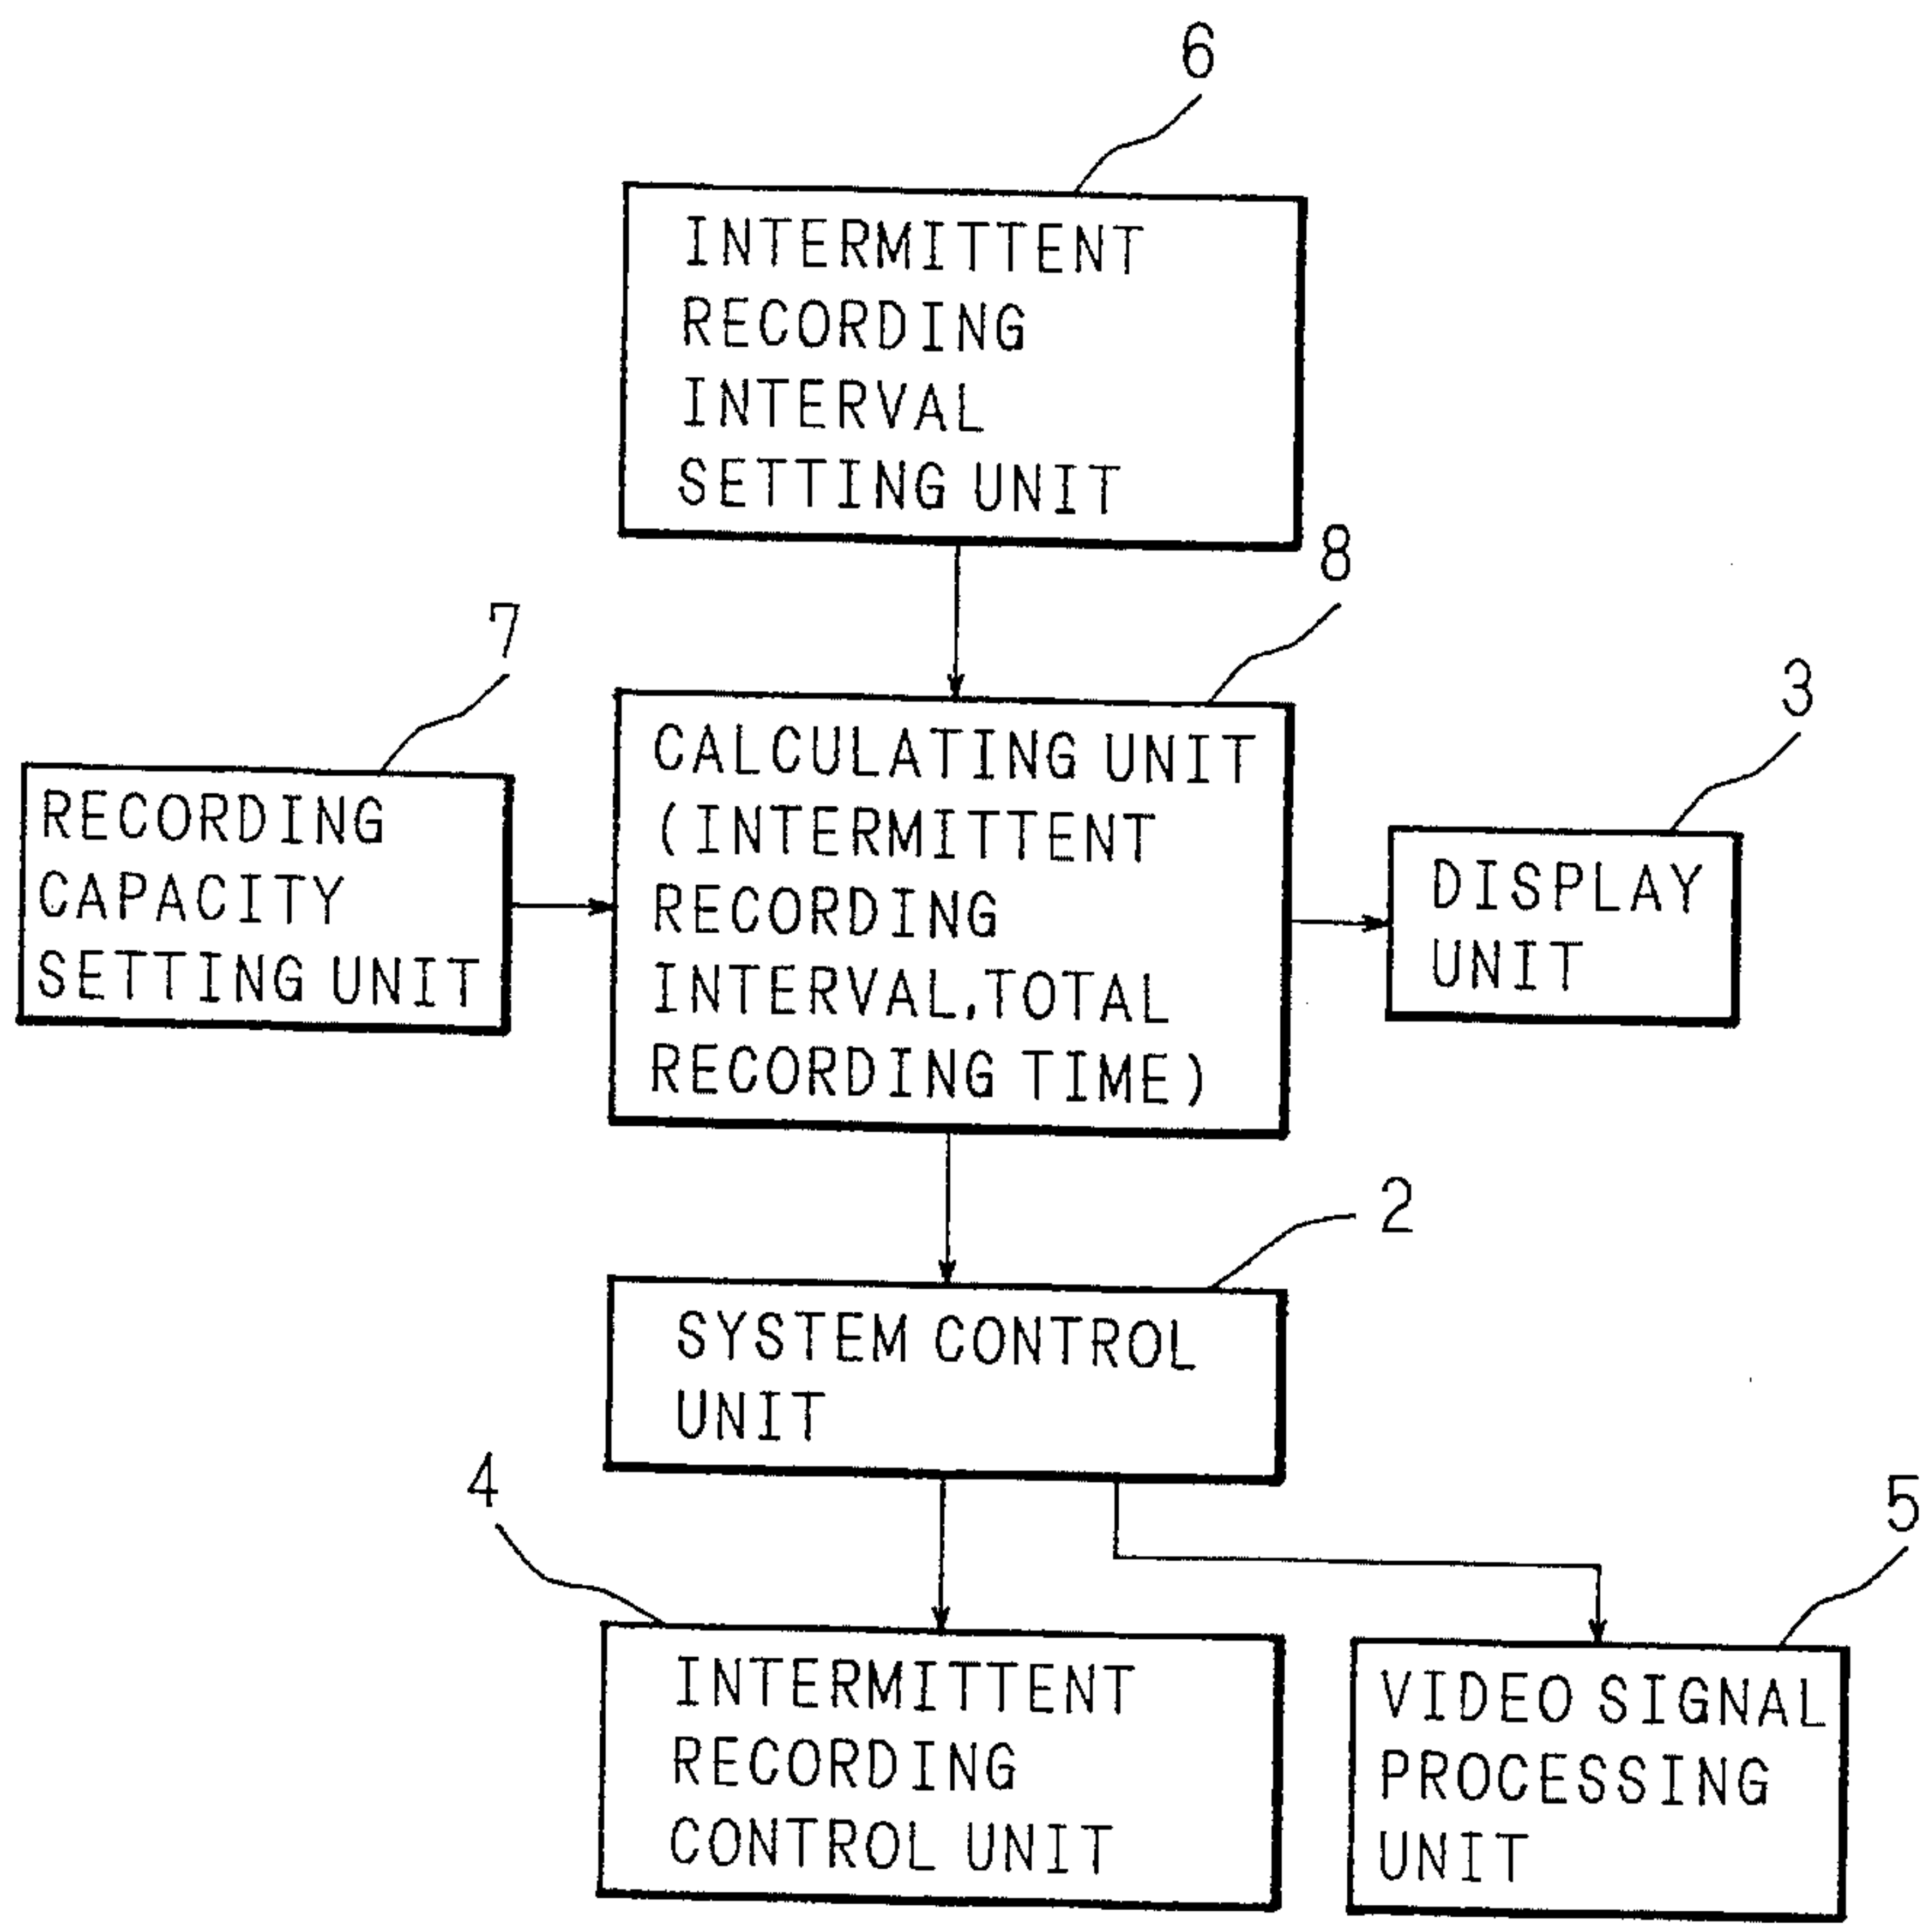 6
INTERMITTENT
RECORDING
INTERVAL
SETTING UNIT
8
7
3
RECORDING
CAPACITY
SETTING UNIT
CALCULATING UNIT
(INTERMITTENT
RECORDING
INTERVAL,TOTAL
RECORDING TIME)
DISPLAY
UNIT
2
SYSTEM CONTROL
UNIT
4
5
INTERMITTENT
RECORDING
CONTROL UNIT
VIDEO SIGNAL
PROCESSING
UNIT